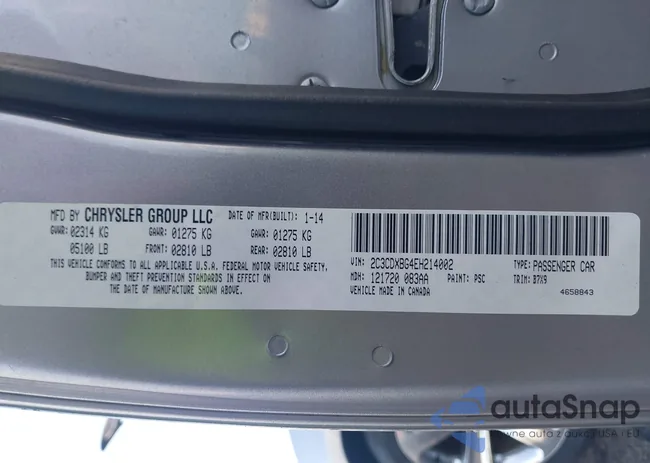 MFD BY CHRYSLER GROUP LLC DATE OF MFR(BUILT): 1-14
GVWR: 02314 KG GAWR: 01275 KG GAWR: 01275 KG
05100 LB FRONT: 02810 LB REAR: 02810 LB
THIS VEHICLE CONFORMS TO ALL APPLICABLE U.S.A. FEDERAL MOTOR VEHICLE SAFETY,
BUMPER AND THEFT PREVENTION STANDARDS IN EFFECT ON
THE DATE OF MANUFACTURE SHOWN ABOVE.
VIN: 2C3CDXBG4EH214002 TYPE: PASSENGER CAR
MDH: 121720 083AA PAINT: PSC TRIM: B7X9
VEHICLE MADE IN CANADA 4658843
autaSnap
USA i EU